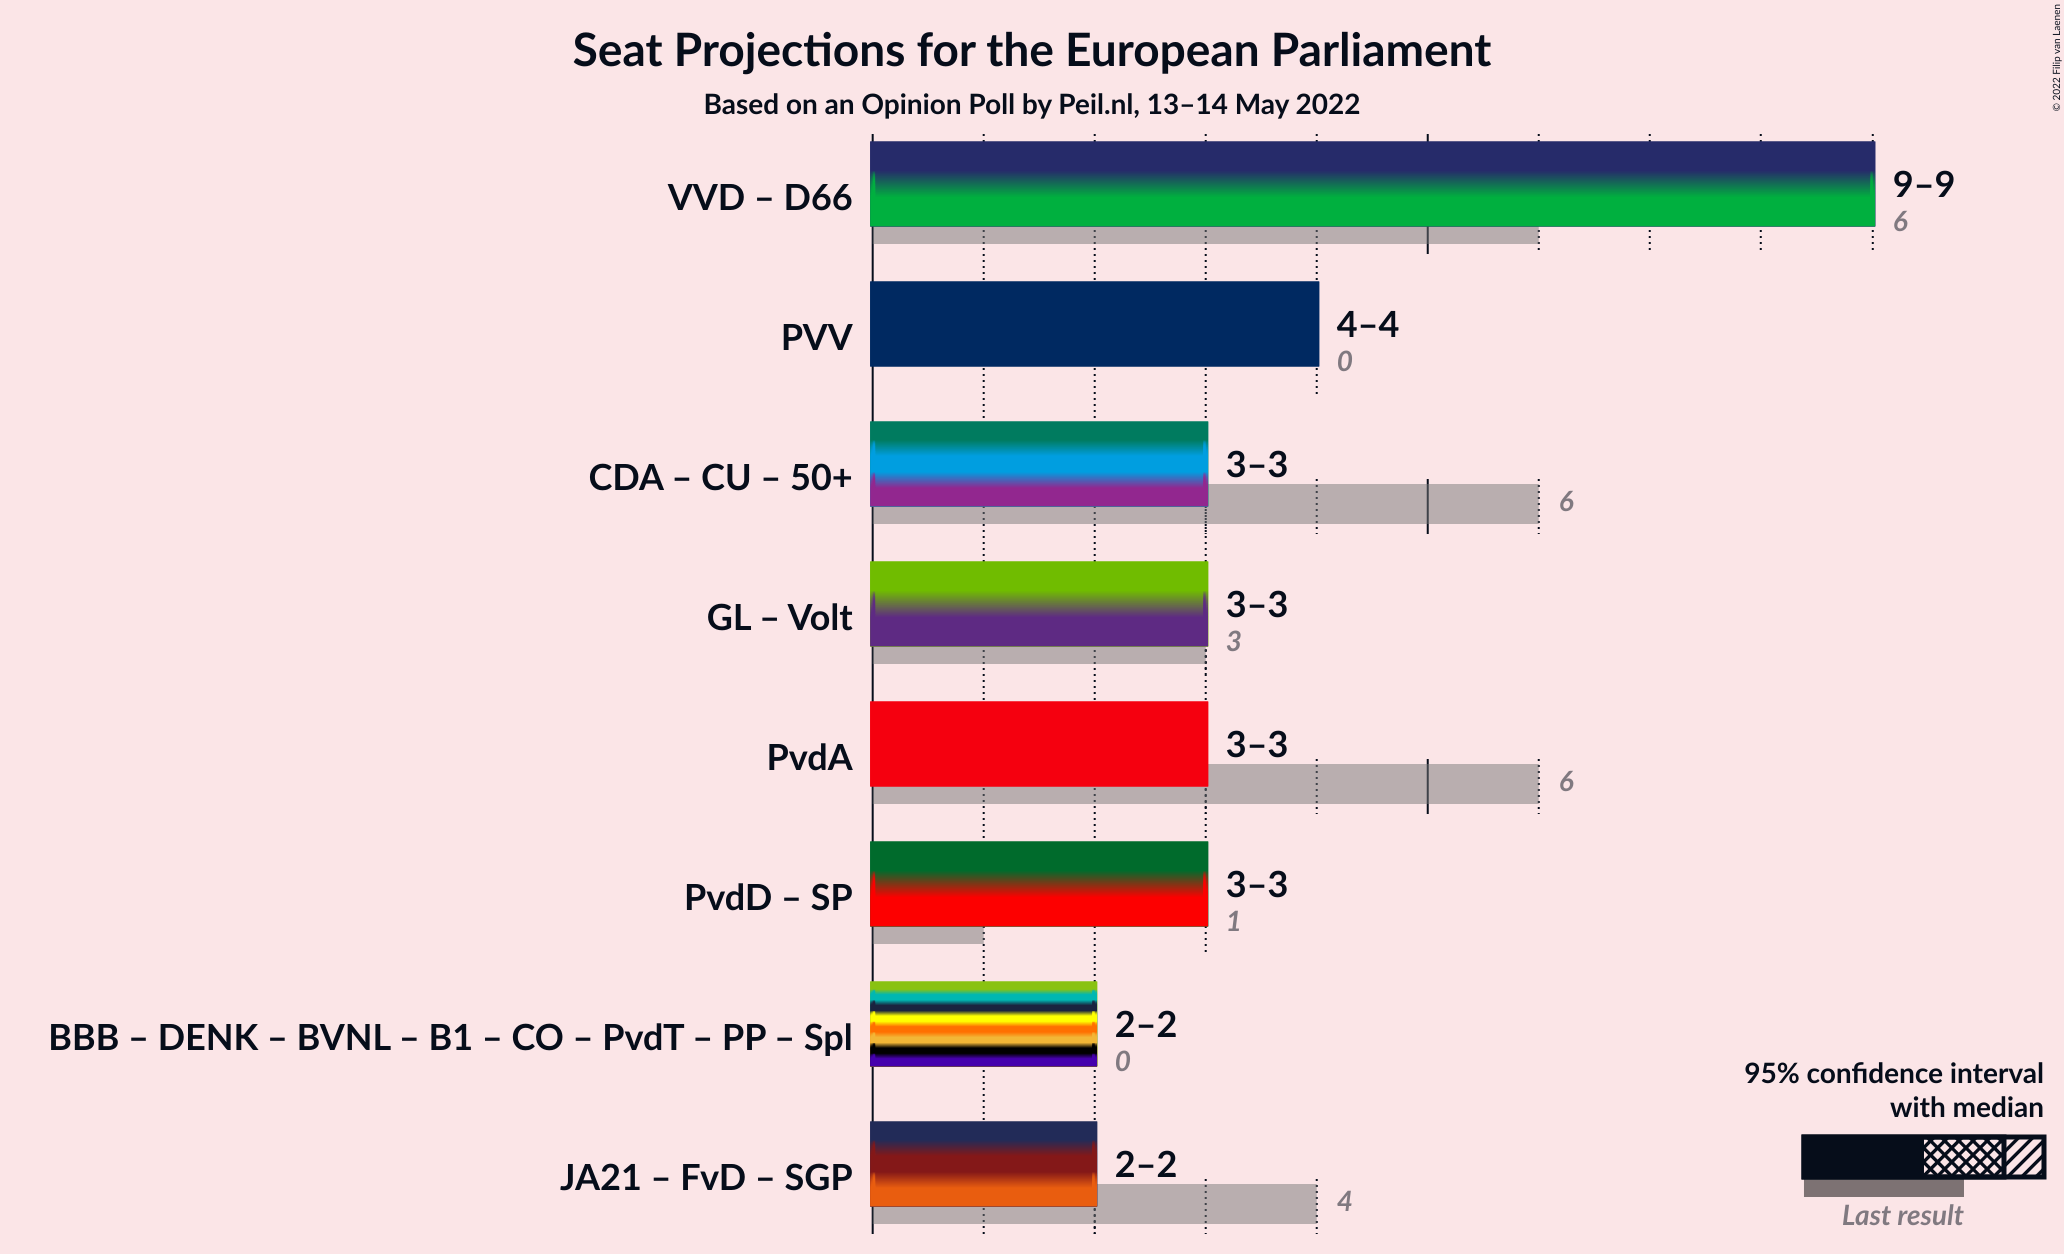 Seat Projections for the European Parliament
Based on an Opinion Poll by Peil.nl, 13–14 May 2022
© 2022 Filip van Laenen
VVD – D66
9–9
6
PVV
4–4
0
CDA – CU – 50+
3–3
6
GL – Volt
3–3
3
PvdA
3–3
6
PvdD – SP
3–3
1
BBB – DENK – BVNL – B1 – CO – PvdT – PP – Spl
2–2
0
JA21 – FvD – SGP
2–2
4
95% confidence interval
with median
Last result